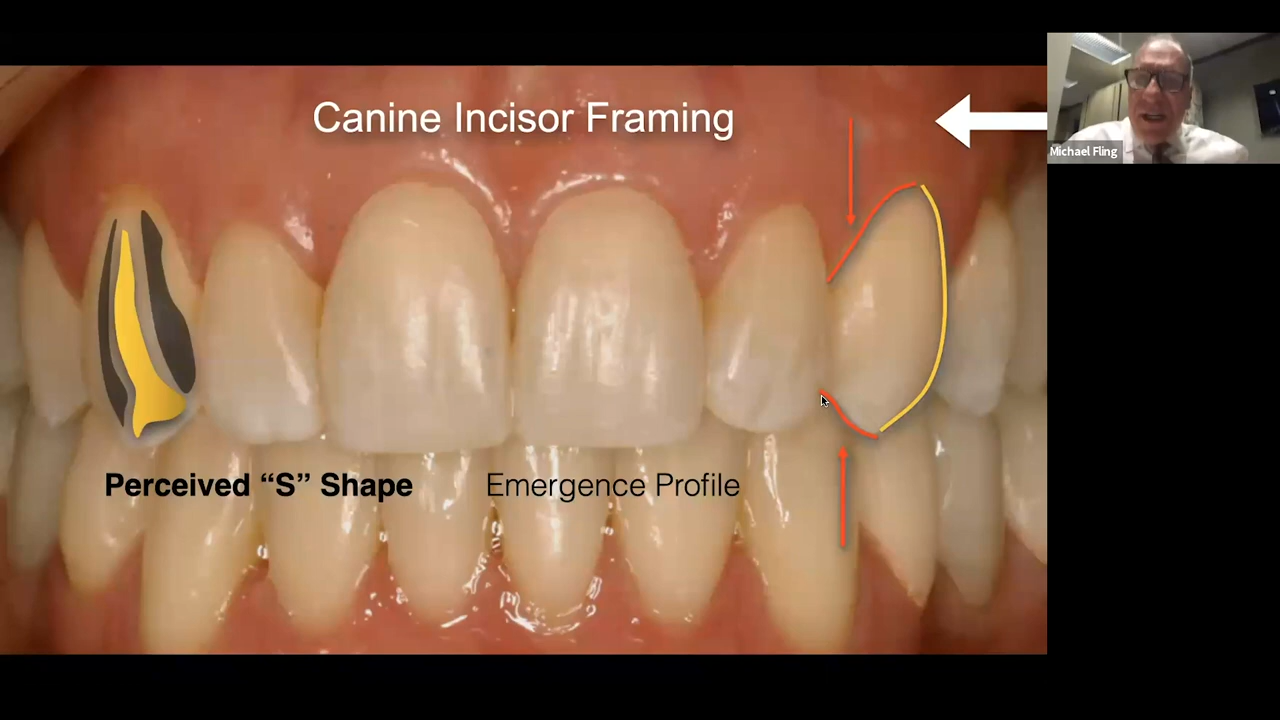 Canine Incisor Framing
Michael Fling
Perceived “S” Shape
Emergence Profile